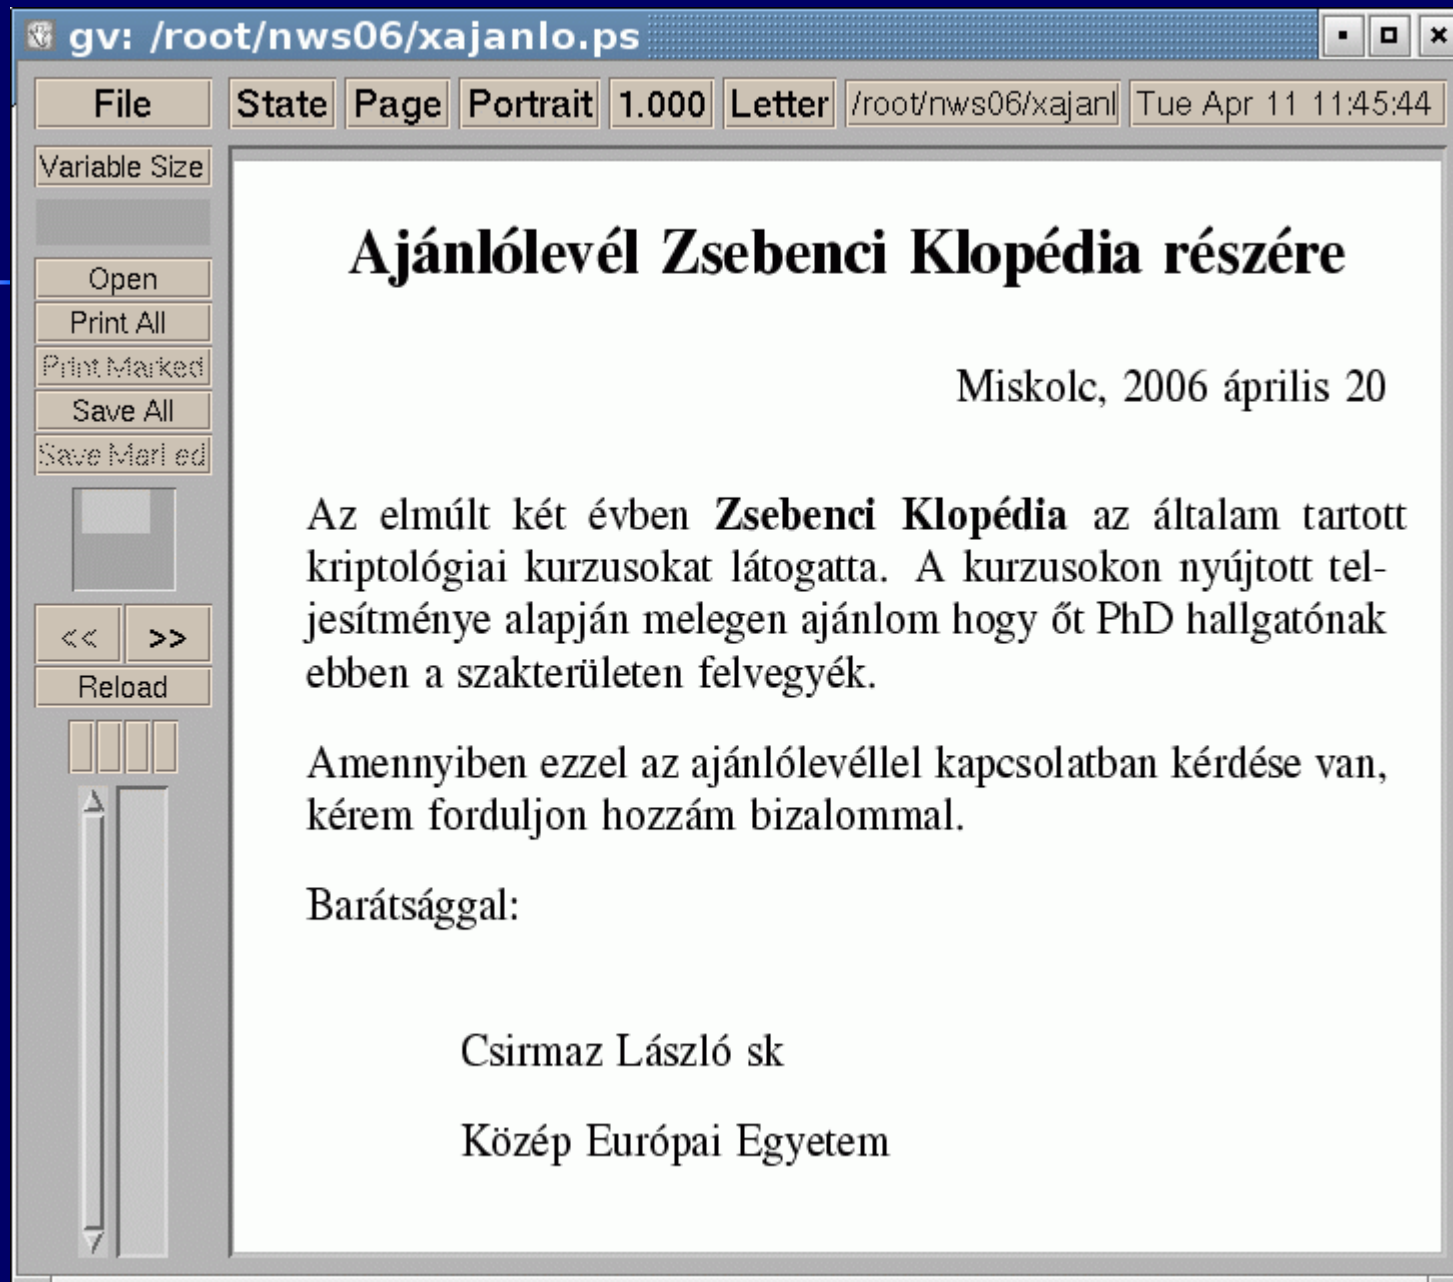 gv: /root/nws06/xajanlo.ps
File State Page Portrait 1.000 Letter /root/nws06/xajanl Tue Apr 11 11:45:44
Variable Size
Open
Print All
Print Marked
Save All
Save Marked
<< >>
Reload
Ajánlólevél Zsebenci Klopédia részére
Miskolc, 2006 április 20
Az elmúlt két évben Zsebenci Klopédia az általam tartott
kriptológiai kurzusokat látogatta. A kurzusokon nyújtott tel-
jesítménye alapján melegen ajánlom hogy őt PhD hallgatónak
ebben a szakterületen felvegyék.
Amennyiben ezzel az ajánlólevéllel kapcsolatban kérdése van,
kérem forduljon hozzám bizalommal.
Barátsággal:
Csirmaz László sk
Közép Európai Egyetem